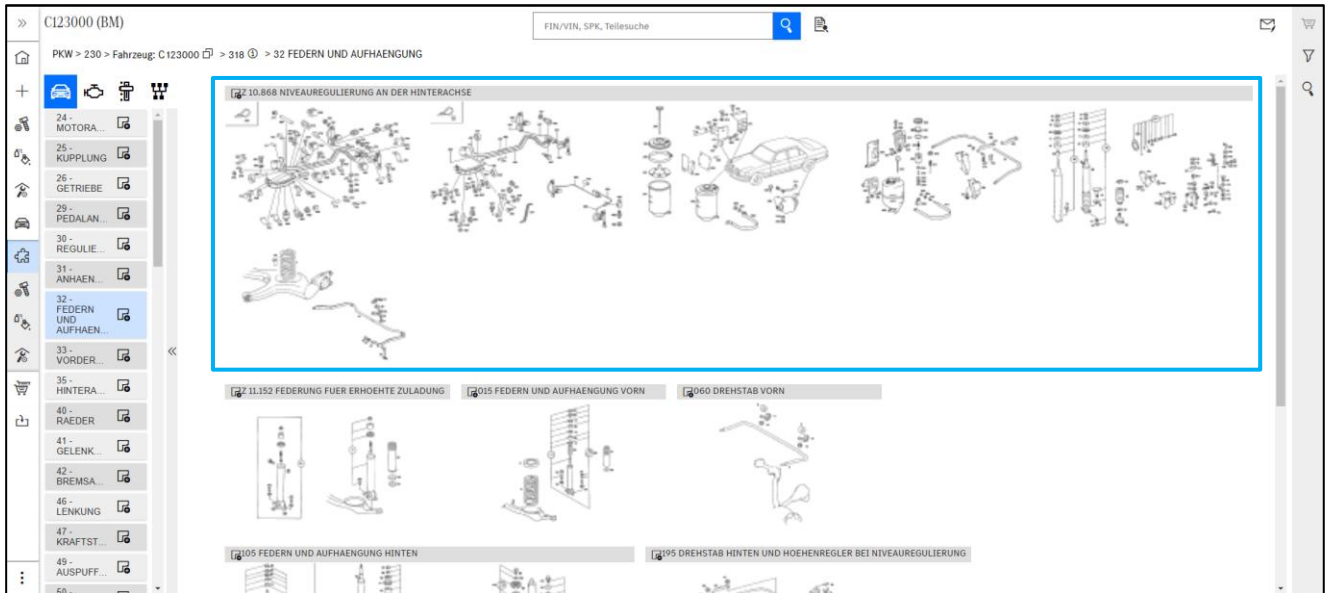 C123000 (BM)
FIN/VIN, SPK, Teilesuche
PKW > 230 > Fahrzeug: C123000 > 318 > 32 FEDERN UND AUFHAENGUNG
24 -
MOTORA...
25 -
KUPPLUNG
26 -
GETRIEBE
29 -
PEDALAN...
30 -
REGULIE...
31 -
ANHAEN...
32 -
FEDERN
UND
AUFHAEN...
33 -
VORDER...
35 -
HINTERA...
40 -
RAEDER
41 -
GELENK...
42 -
BREMSA...
46 -
LENKUNG
47 -
KRAFTST...
49 -
AUSPUFF...
50 -
Z 10.868 NIVEAUREGULIERUNG AN DER HINTERACHSE
Z 11.152 FEDERUNG FUER ERHOEHTE ZULADUNG
015 FEDERN UND AUFHAENGUNG VORN
060 DREHSTAB VORN
105 FEDERN UND AUFHAENGUNG HINTEN
195 DREHSTAB HINTEN UND HOEHENREGLER BEI NIVEAUREGULIERUNG